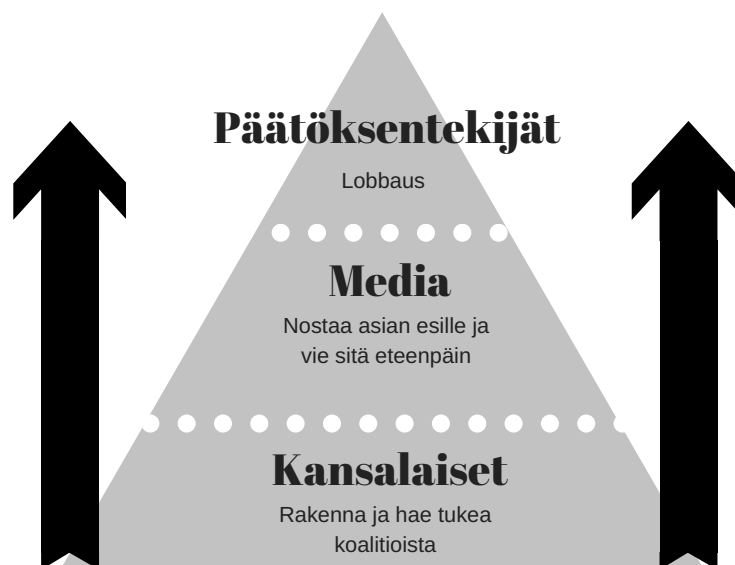 Päätöksentekijät
Lobbaus
Media
Nostaa asian esille ja
vie sitä eteenpäin
Kansalaiset
Rakenna ja hae tukea
koalitioista